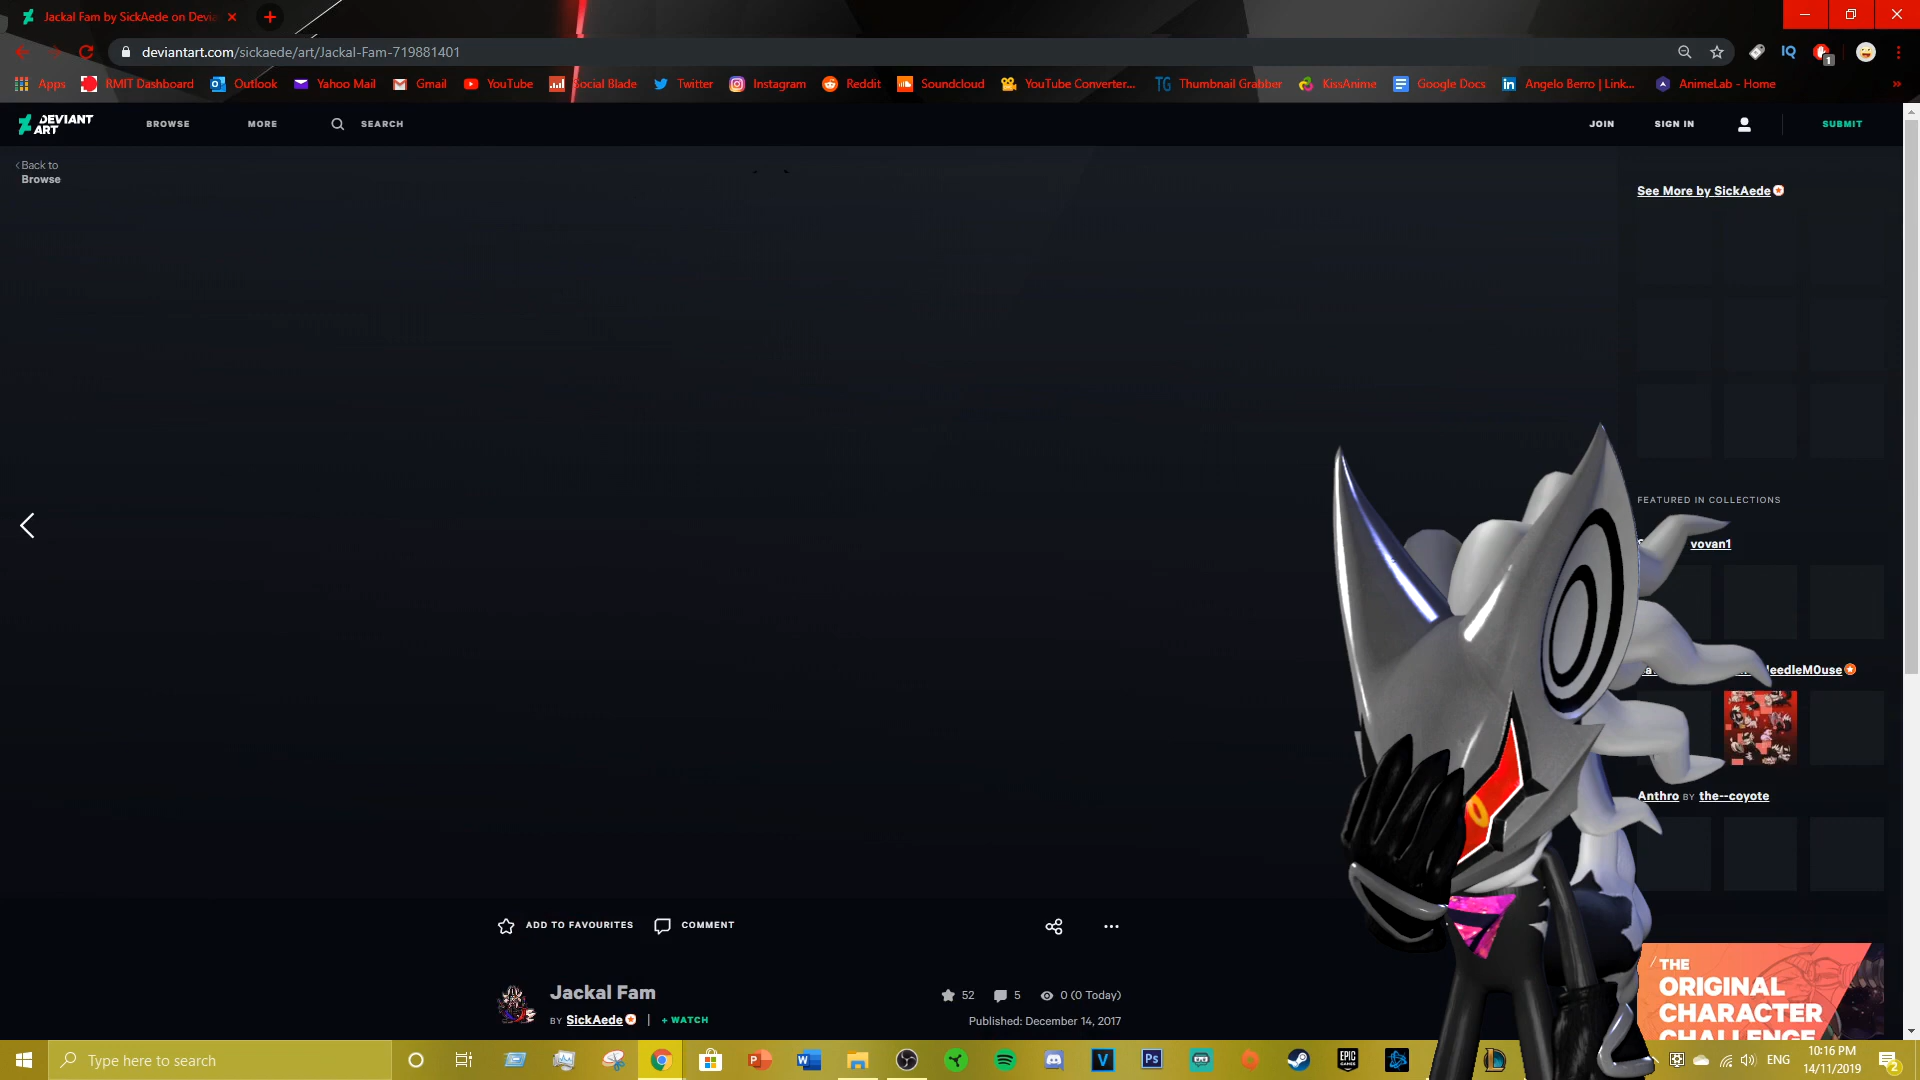 Jackal Fam by SickAede on Devia
deviantart.com/sickaede/art/Jackal-Fam-719881401
Apps RMIT Dashboard Outlook Yahoo Mail Gmail YouTube Social Blade Twitter Instagram Reddit Soundcloud YouTube Converter... Thumbnail Grabber KissAnime Google Docs Angelo Berro | Link... AnimeLab - Home
DEVIANT ART BROWSE MORE SEARCH JOIN SIGN IN SUBMIT
Back to
Browse
See More by SickAede
FEATURED IN COLLECTIONS
vovan1
eedleM0use
Anthro BY the--coyote
ADD TO FAVOURITES COMMENT
Jackal Fam
52 5 0 (0 Today)
BY SickAede | + WATCH
Published: December 14, 2017
THE
ORIGINAL
CHARACTER
CHALLENGE
Type here to search
ENG
10:16 PM
14/11/2019